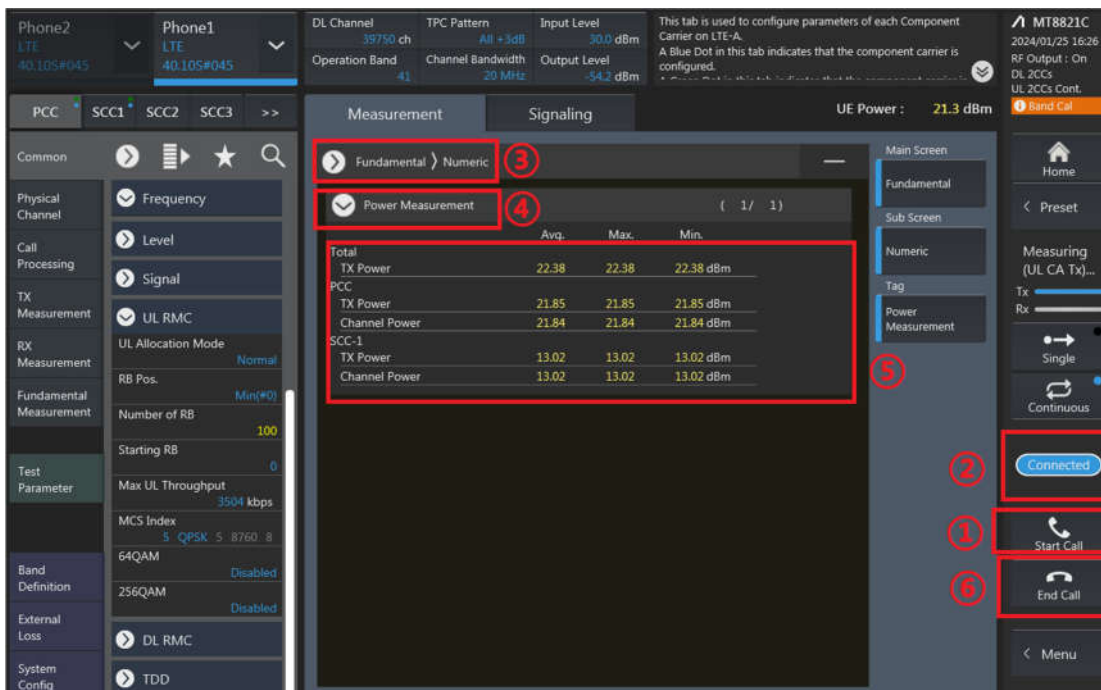 Phone2
LTE
40.10S#045
Phone1
LTE
40.10S#045
DL Channel
39750 ch
TPC Pattern
All +3dB
Input Level
30.0 dBm
Operation Band
41
Channel Bandwidth
20 MHz
Output Level
-54.2 dBm
This tab is used to configure parameters of each Component
Carrier on LTE-A.
A Blue Dot in this tab indicates that the component carrier is
configured.
MT8821C
2024/01/25 16:26
RF Output : On
DL 2CCs
UL 2CCs Cont.
Band Cal
PCC
SCC1
SCC2
SCC3
>>
Measurement
Signaling
UE Power : 21.3 dBm
Common
Physical
Channel
Call
Processing
TX
Measurement
RX
Measurement
Fundamental
Measurement
Test
Parameter
Band
Definition
External
Loss
System
Config
Frequency
Level
Signal
UL RMC
UL Allocation Mode
Normal
RB Pos.
Min(#0)
Number of RB
100
Starting RB
0
Max UL Throughput
3504 kbps
MCS Index
5 QPSK 5 8760 8
64QAM
Disabled
256QAM
Disabled
DL RMC
TDD
Fundamental 〉 Numeric
③
Power Measurement
④
( 1/ 1)
Avg. Max. Min.
Total
TX Power 22.38 22.38 22.38 dBm
PCC
TX Power 21.85 21.85 21.85 dBm
Channel Power 21.84 21.84 21.84 dBm
SCC-1
TX Power 13.02 13.02 13.02 dBm
Channel Power 13.02 13.02 13.02 dBm
⑤
Main Screen
Fundamental
Sub Screen
Numeric
Tag
Power
Measurement
Home
< Preset
Measuring
(UL CA Tx)...
Tx
Rx
Single
Continuous
②
Connected
①
Start Call
⑥
End Call
< Menu